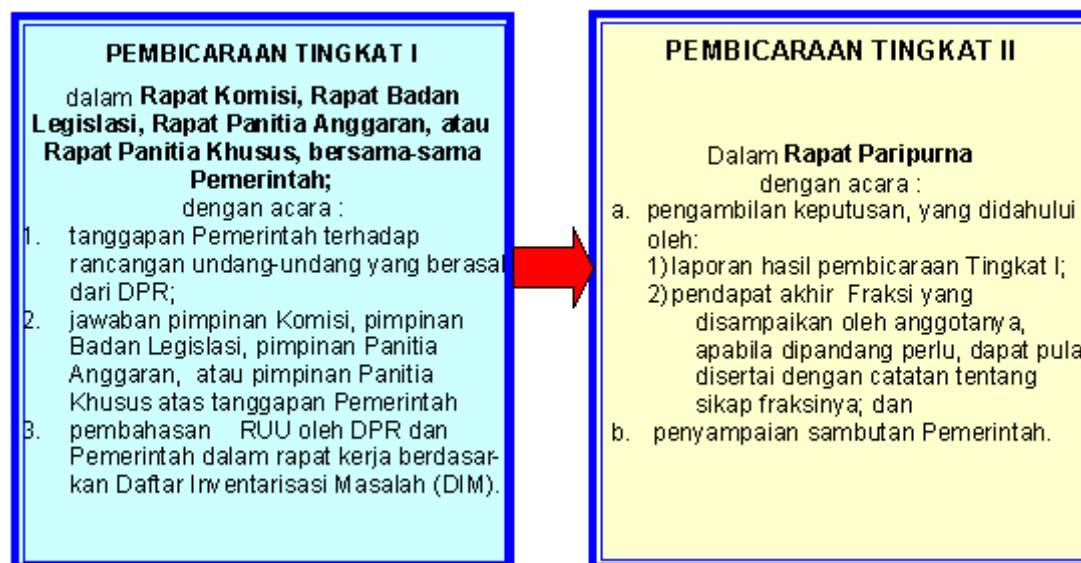 PEMBICARAAN TINGKAT I
dalam Rapat Komisi, Rapat Badan
Legislasi, Rapat Panitia Anggaran, atau
Rapat Panitia Khusus, bersama-sama
Pemerintah;
dengan acara :
1. tanggapan Pemerintah terhadap
rancangan undang-undang yang berasal
dari DPR;
2. jawaban pimpinan Komisi, pimpinan
Badan Legislasi, pimpinan Panitia
Anggaran, atau pimpinan Panitia
Khusus atas tanggapan Pemerintah
3. pembahasan RUU oleh DPR dan
Pemerintah dalam rapat kerja berdasar-
kan Daftar Inventarisasi Masalah (DIM).
PEMBICARAAN TINGKAT II
Dalam Rapat Paripurna
dengan acara :
a. pengambilan keputusan, yang didahului
oleh:
1) laporan hasil pembicaraan Tingkat I;
2) pendapat akhir Fraksi yang
disampaikan oleh anggotanya,
apabila dipandang perlu, dapat pula
disertai dengan catatan tentang
sikap fraksinya; dan
b. penyampaian sambutan Pemerintah.